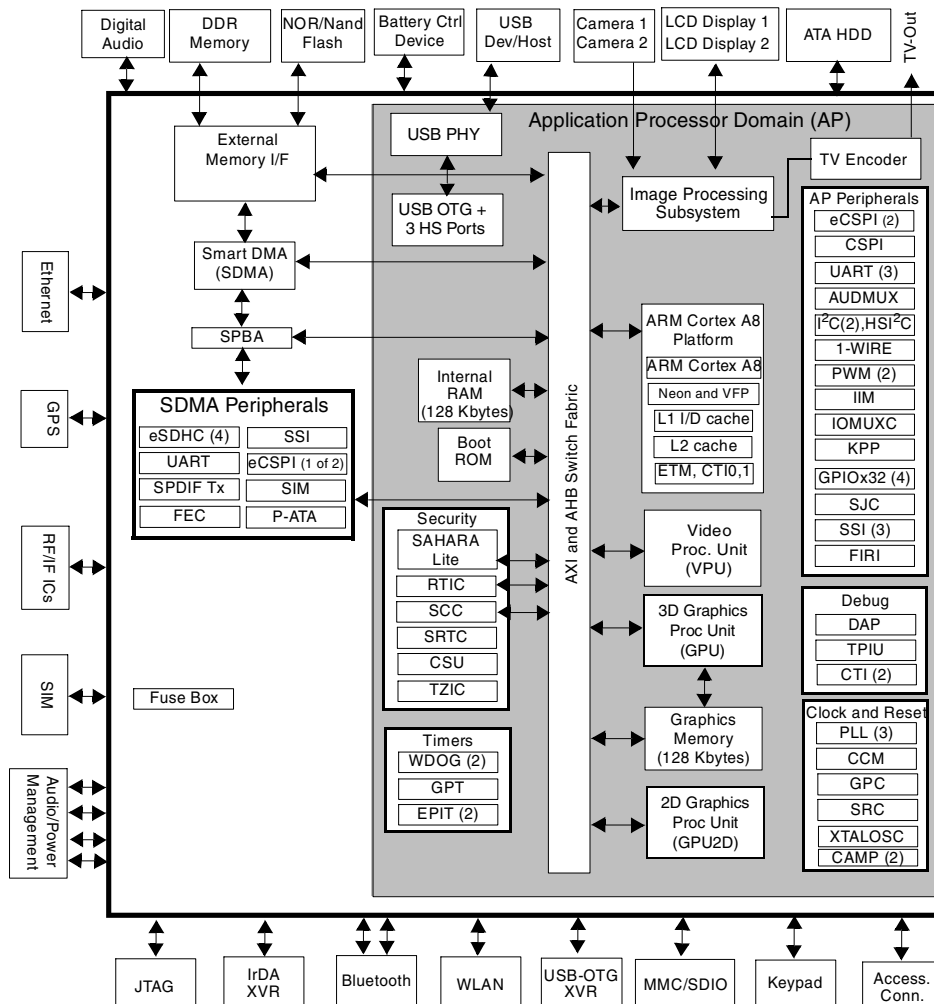 Digital
Audio
DDR
Memory
NOR/Nand
Flash
Battery Ctrl
Device
USB
Dev/Host
Camera 1
Camera 2
LCD Display 1
LCD Display 2
ATA HDD
TV-Out
Application Processor Domain (AP)
External
Memory I/F
USB PHY
TV Encoder
USB OTG +
3 HS Ports
Image Processing
Subsystem
Smart DMA
(SDMA)
SPBA
Ethernet
GPS
RF/IF ICs
SIM
Audio/Power
Management
SDMA Peripherals
eSDHC (4)
SSI
UART
eCSPI (1 of 2)
SPDIF Tx
SIM
FEC
P-ATA
Fuse Box
Internal
RAM
(128 Kbytes)
Boot
ROM
Security
SAHARA
Lite
RTIC
SCC
SRTC
CSU
TZIC
Timers
WDOG (2)
GPT
EPIT (2)
AXI and AHB Switch Fabric
ARM Cortex A8
Platform
ARM Cortex A8
Neon and VFP
L1 I/D cache
L2 cache
ETM, CTI0,1
Video
Proc. Unit
(VPU)
3D Graphics
Proc Unit
(GPU)
Graphics
Memory
(128 Kbytes)
2D Graphics
Proc Unit
(GPU2D)
AP Peripherals
eCSPI (2)
CSPI
UART (3)
AUDMUX
I²C(2),HSI²C
1-WIRE
PWM (2)
IIM
IOMUXC
KPP
GPIOx32 (4)
SJC
SSI (3)
FIRI
Debug
DAP
TPIU
CTI (2)
Clock and Reset
PLL (3)
CCM
GPC
SRC
XTALOSC
CAMP (2)
JTAG
IrDA
XVR
Bluetooth
WLAN
USB-OTG
XVR
MMC/SDIO
Keypad
Access.
Conn.